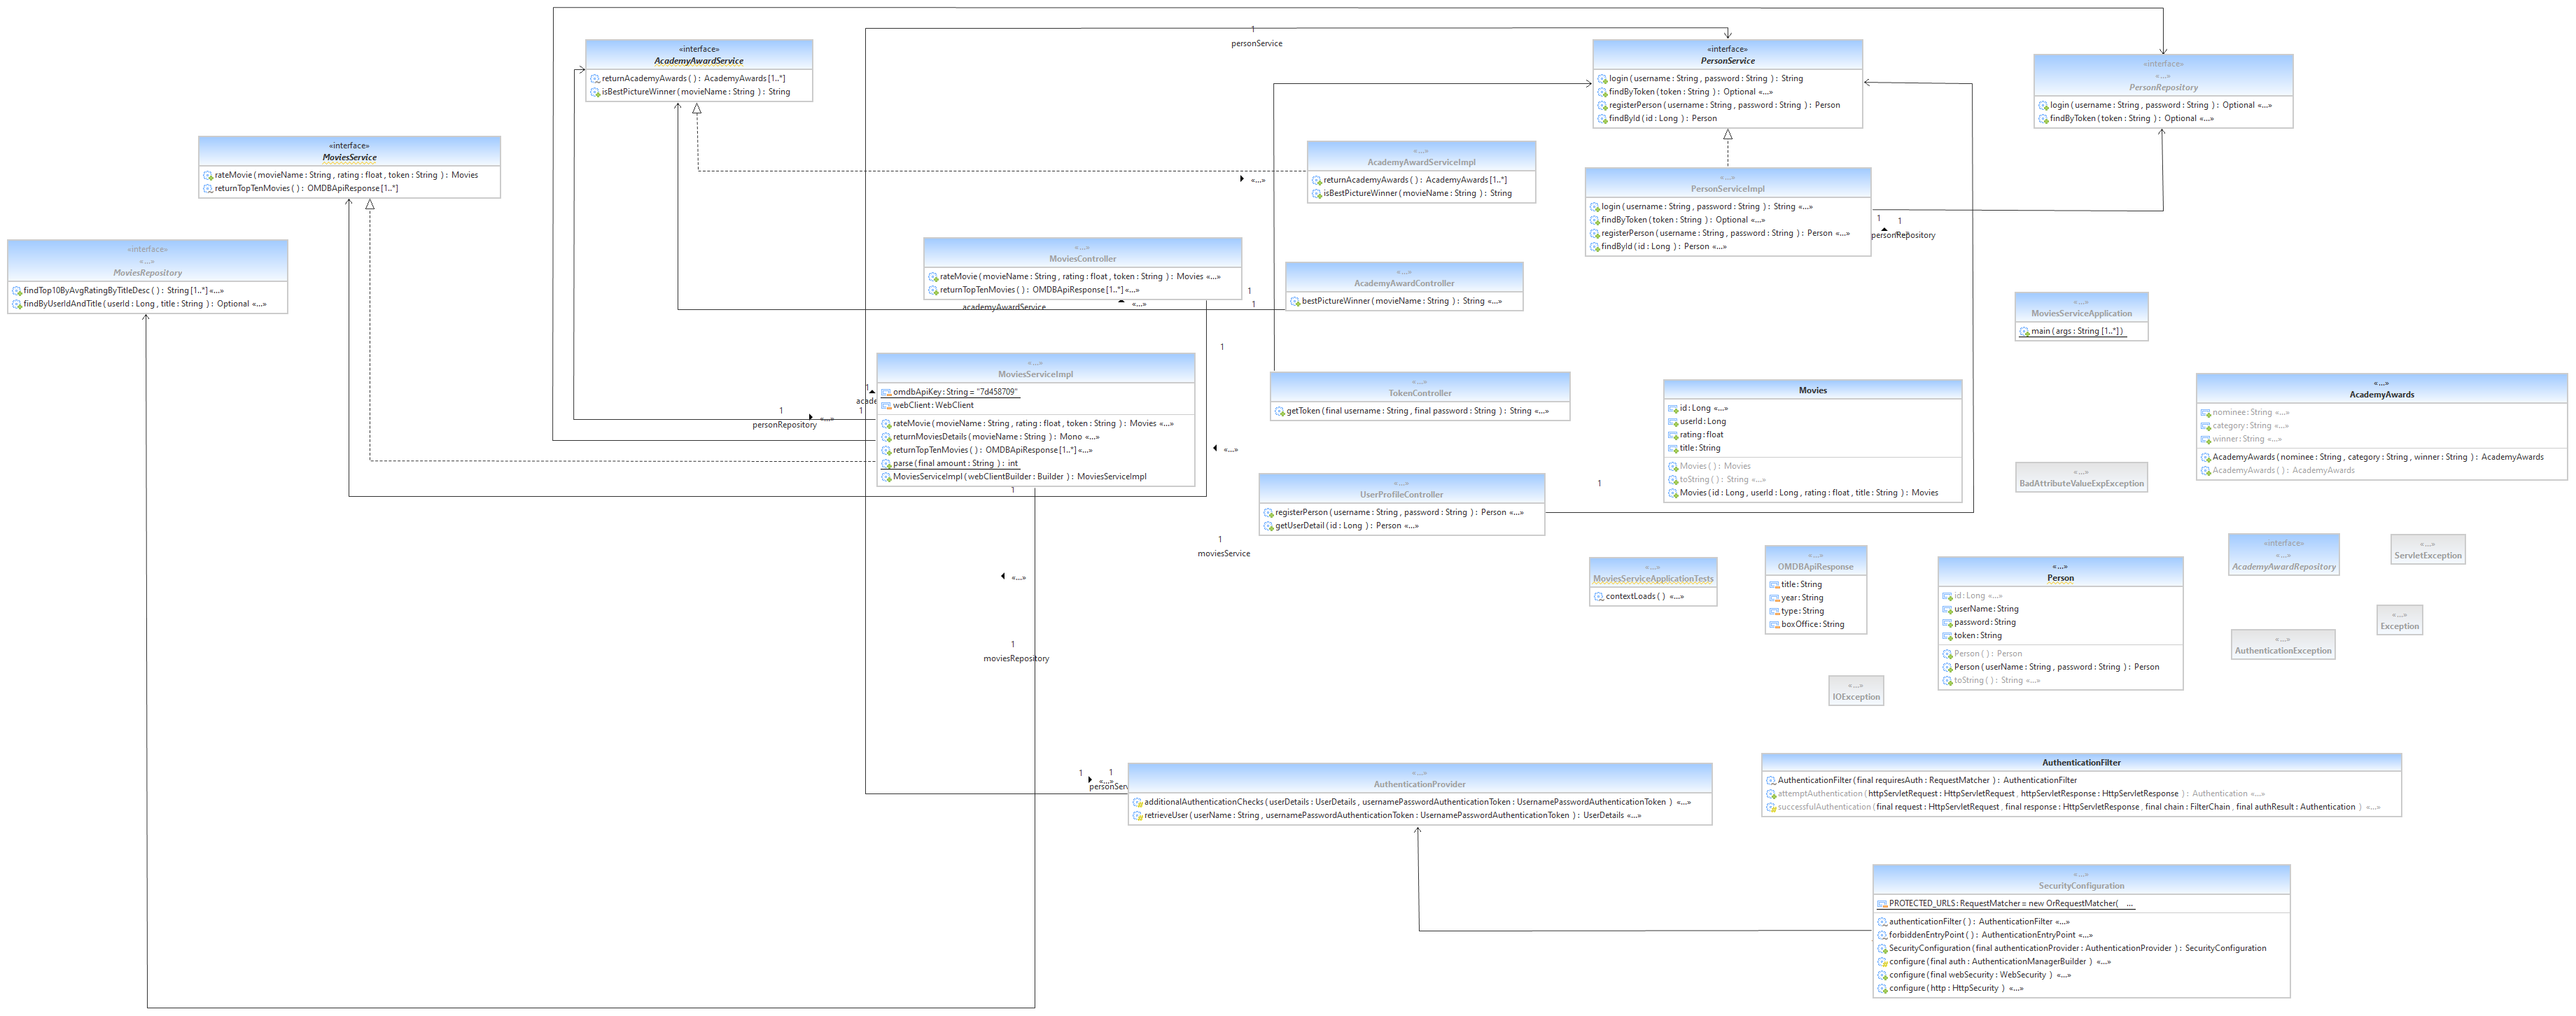 1
personService
«interface»
AcademyAwardService
returnAcademyAwards ( ) : AcademyAwards [1..*]
isBestPictureWinner ( movieName : String ) : String
«interface»
PersonService
login ( username : String , password : String ) : String
findByToken ( token : String ) : Optional «...»
registerPerson ( username : String , password : String ) : Person
findById ( id : Long ) : Person
«interface»
«...»
PersonRepository
login ( username : String , password : String ) : Optional «...»
findByToken ( token : String ) : Optional «...»
«interface»
MoviesService
rateMovie ( movieName : String , rating : float , token : String ) : Movies
returnTopTenMovies ( ) : OMDBApiResponse [1..*]
«...»
AcademyAwardServiceImpl
returnAcademyAwards ( ) : AcademyAwards [1..*]
isBestPictureWinner ( movieName : String ) : String
«...»
«...»
PersonServiceImpl
login ( username : String , password : String ) : String «...»
findByToken ( token : String ) : Optional «...»
registerPerson ( username : String , password : String ) : Person «...»
findById ( id : Long ) : Person «...»
1
1
personRepository
«interface»
«...»
MoviesRepository
findTop10ByAvgRatingByTitleDesc ( ) : String [1..*] «...»
findByUserIdAndTitle ( userId : Long , title : String ) : Optional «...»
«...»
MoviesController
rateMovie ( movieName : String , rating : float , token : String ) : Movies «...»
returnTopTenMovies ( ) : OMDBApiResponse [1..*] «...»
«...»
academyAwardService
1
1
«...»
AcademyAwardController
bestPictureWinner ( movieName : String ) : String «...»
«...»
MoviesServiceApplication
main ( args : String [1..*] )
1
«...»
MoviesServiceImpl
omdbApiKey : String = "7d458709"
webClient : WebClient
rateMovie ( movieName : String , rating : float , token : String ) : Movies «...»
returnMoviesDetails ( movieName : String ) : Mono «...»
returnTopTenMovies ( ) : OMDBApiResponse [1..*] «...»
parse ( final amount : String ) : int
MoviesServiceImpl ( webClientBuilder : Builder ) : MoviesServiceImpl
1
acade
1
1
«...»
personRepository
«...»
TokenController
getToken ( final username : String , final password : String ) : String «...»
Movies
id : Long «...»
userId : Long
rating : float
title : String
Movies ( ) : Movies
toString ( ) : String «...»
Movies ( id : Long , userId : Long , rating : float , title : String ) : Movies
«...»
AcademyAwards
nominee : String «...»
category : String «...»
winner : String «...»
AcademyAwards ( nominee : String , category : String , winner : String ) : AcademyAwards
AcademyAwards ( ) : AcademyAwards
«...»
«...»
BadAttributeValueExpException
1
«...»
UserProfileController
registerPerson ( username : String , password : String ) : Person «...»
getUserDetail ( id : Long ) : Person «...»
1
1
moviesService
«...»
«...»
MoviesServiceApplicationTests
contextLoads ( ) «...»
«...»
OMDBApiResponse
title : String
year : String
type : String
boxOffice : String
«...»
Person
id : Long «...»
userName : String
password : String
token : String
Person ( ) : Person
Person ( userName : String , password : String ) : Person
toString ( ) : String «...»
«interface»
«...»
AcademyAwardRepository
«...»
ServletException
«...»
Exception
«...»
AuthenticationException
1
moviesRepository
«...»
IOException
1
1
«...»
personServ
«...»
AuthenticationProvider
additionalAuthenticationChecks ( userDetails : UserDetails , usernamePasswordAuthenticationToken : UsernamePasswordAuthenticationToken ) «...»
retrieveUser ( userName : String , usernamePasswordAuthenticationToken : UsernamePasswordAuthenticationToken ) : UserDetails «...»
AuthenticationFilter
AuthenticationFilter ( final requiresAuth : RequestMatcher ) : AuthenticationFilter
attemptAuthentication ( httpServletRequest : HttpServletRequest , httpServletResponse : HttpServletResponse ) : Authentication «...»
successfulAuthentication ( final request : HttpServletRequest , final response : HttpServletResponse , final chain : FilterChain , final authResult : Authentication ) «...»
«...»
SecurityConfiguration
PROTECTED_URLS : RequestMatcher = new OrRequestMatcher( ...
authenticationFilter ( ) : AuthenticationFilter «...»
forbiddenEntryPoint ( ) : AuthenticationEntryPoint «...»
SecurityConfiguration ( final authenticationProvider : AuthenticationProvider ) : SecurityConfiguration
configure ( final auth : AuthenticationManagerBuilder ) «...»
configure ( final webSecurity : WebSecurity ) «...»
configure ( http : HttpSecurity ) «...»